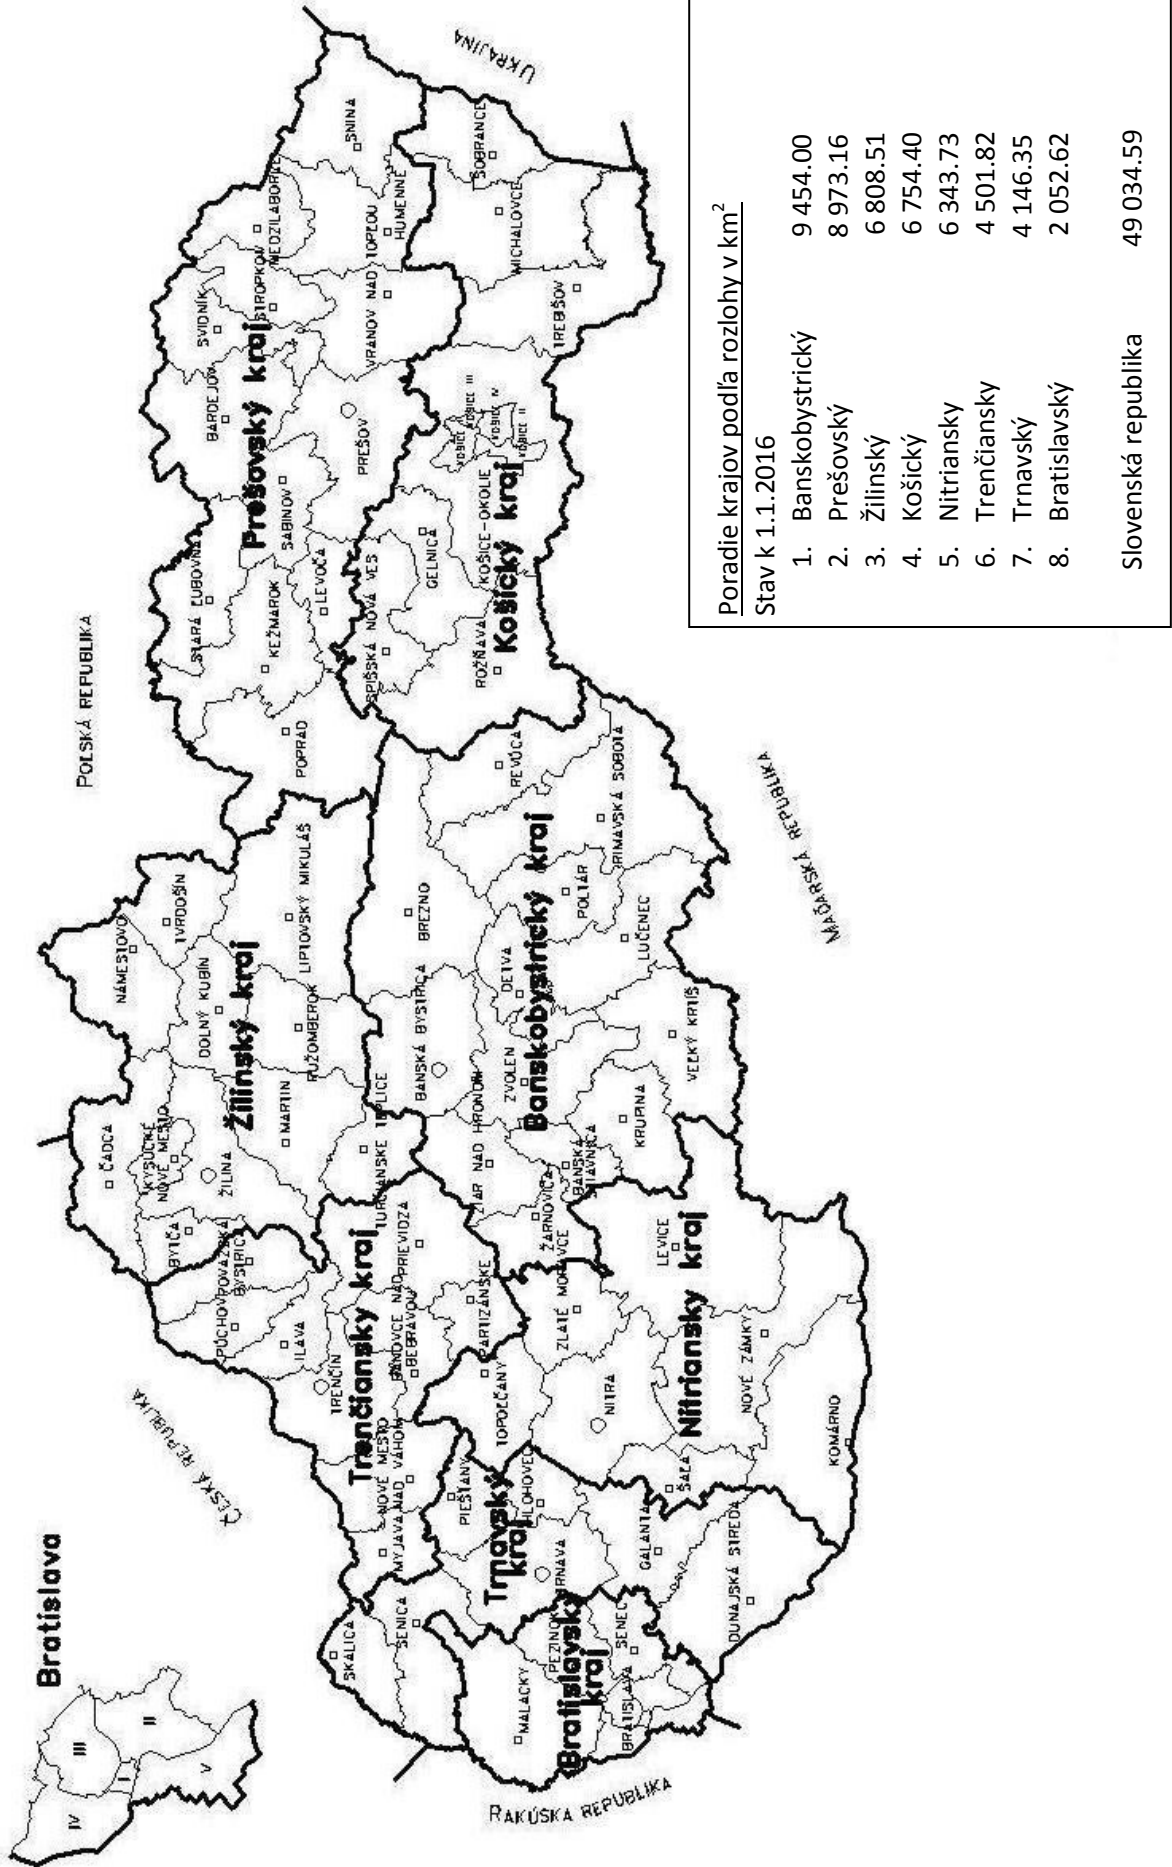 Bratislava
IV
III
I
II
V
POĽSKÁ REPUBLIKA
ČESKÁ REPUBLIKA
UKRAJINA
RAKÚSKA REPUBLIKA
MAĎARSKÁ REPUBLIKA
Bratislavský
kraj
MALACKY
PEZINOK
SENEC
BRATISLAVA
Trnavský
kraj
SKALICA
SENICA
PIEŠŤANY
HLOHOVEC
TRNAVA
GALANTA
DUNAJSKÁ STREDA
Trenčiansky kraj
MYJAVA
NOVÉ MESTO
NAD VÁHOM
TRENČÍN
ILAVA
PÚCHOV
POVAŽSKÁ
BYSTRICA
BÁNOVCE NAD
BEBRAVOU
PARTIZÁNSKE
PRIEVIDZA
Nitriansky kraj
TOPOĽČANY
NITRA
ZLATÉ MORAVCE
ŠAĽA
LEVICE
NOVÉ ZÁMKY
KOMÁRNO
Žilinský kraj
ČADCA
KYSUCKÉ
NOVÉ MESTO
BYTČA
ŽILINA
MARTIN
TURČIANSKE TEPLICE
NÁMESTOVO
TVRDOŠÍN
DOLNÝ KUBÍN
RUŽOMBEROK
LIPTOVSKÝ MIKULÁŠ
Banskobystrický kraj
BANSKÁ BYSTRICA
BREZNO
ŽIAR NAD HRONOM
ŽARNOVICA
BANSKÁ
ŠTIAVNICA
ZVOLEN
DETVA
KRUPINA
VEĽKÝ KRTÍŠ
LUČENEC
POLTÁR
RIMAVSKÁ SOBOTA
REVÚCA
Prešovský kraj
POPRAD
KEŽMAROK
STARÁ ĽUBOVŇA
LEVOČA
SABINOV
PREŠOV
BARDEJOV
SVIDNÍK
STROPKOV
MEDZILABORCE
VRANOV NAD TOPĽOU
HUMENNÉ
SNINA
Košický kraj
SPIŠSKÁ NOVÁ VES
GELNICA
ROŽŇAVA
KOŠICE-OKOLIE
KOŠICE I
KOŠICE III
KOŠICE IV
KOŠICE II
TREBIŠOV
MICHALOVCE
SOBRANCE
Poradie krajov podľa rozlohy v km²
Stav k 1.1.2016
1. Banskobystrický 9 454.00
2. Prešovský 8 973.16
3. Žilinský 6 808.51
4. Košický 6 754.40
5. Nitriansky 6 343.73
6. Trenčiansky 4 501.82
7. Trnavský 4 146.35
8. Bratislavský 2 052.62
Slovenská republika 49 034.59